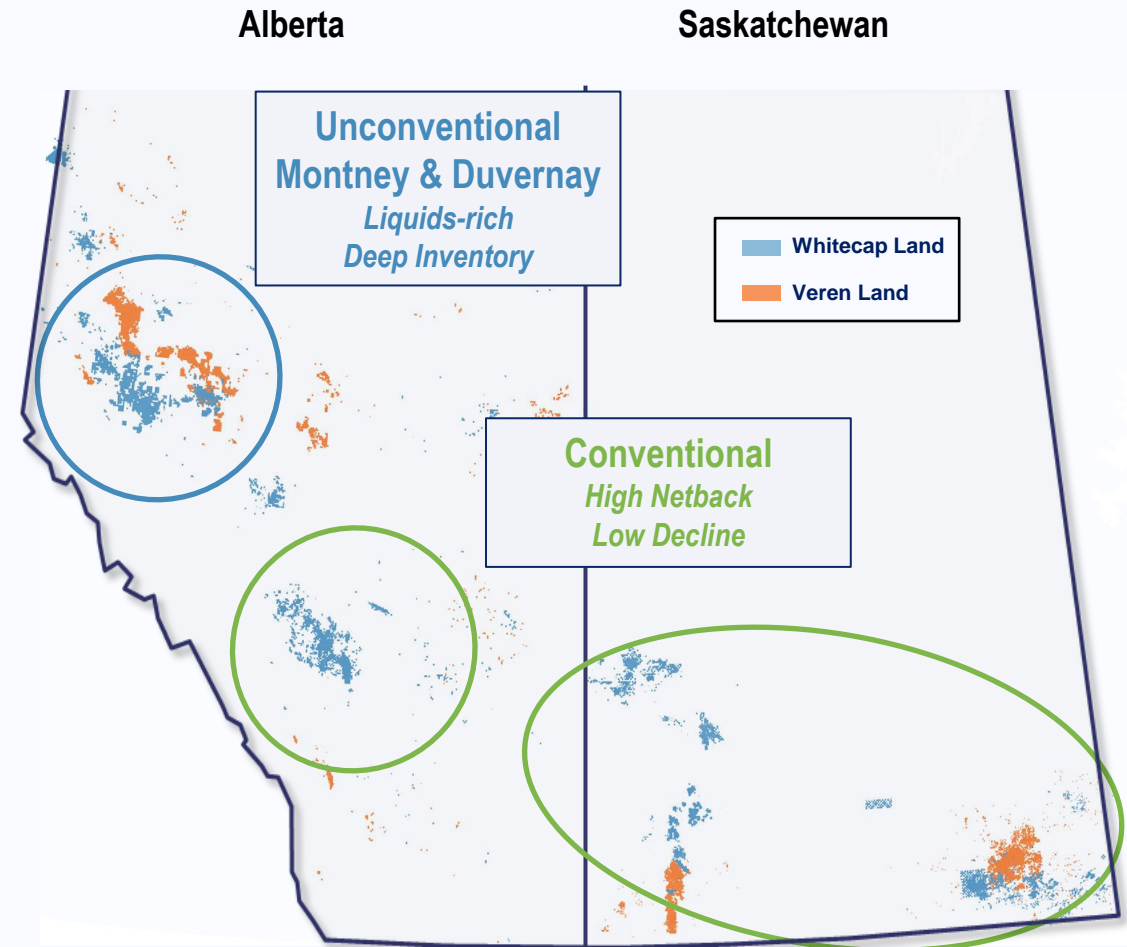 Alberta
Saskatchewan
Unconventional
Montney & Duvernay
Liquids-rich
Deep Inventory
Whitecap Land
Veren Land
Conventional
High Netback
Low Decline